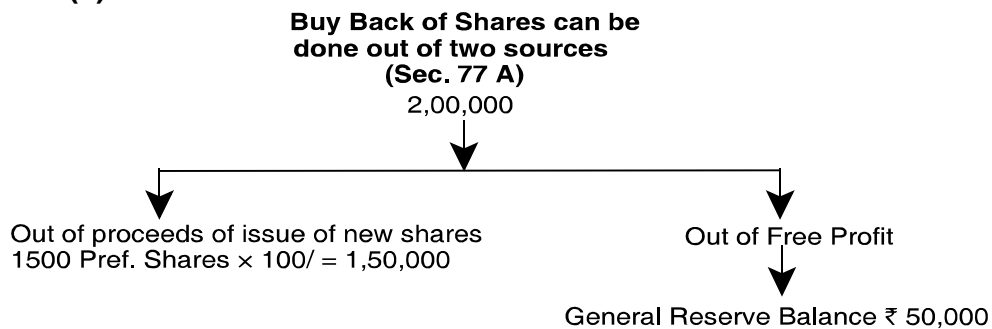 Buy Back of Shares can be
done out of two sources
(Sec. 77 A)
2,00,000
Out of proceeds of issue of new shares
1500 Pref. Shares × 100/ = 1,50,000
Out of Free Profit
General Reserve Balance ₹ 50,000